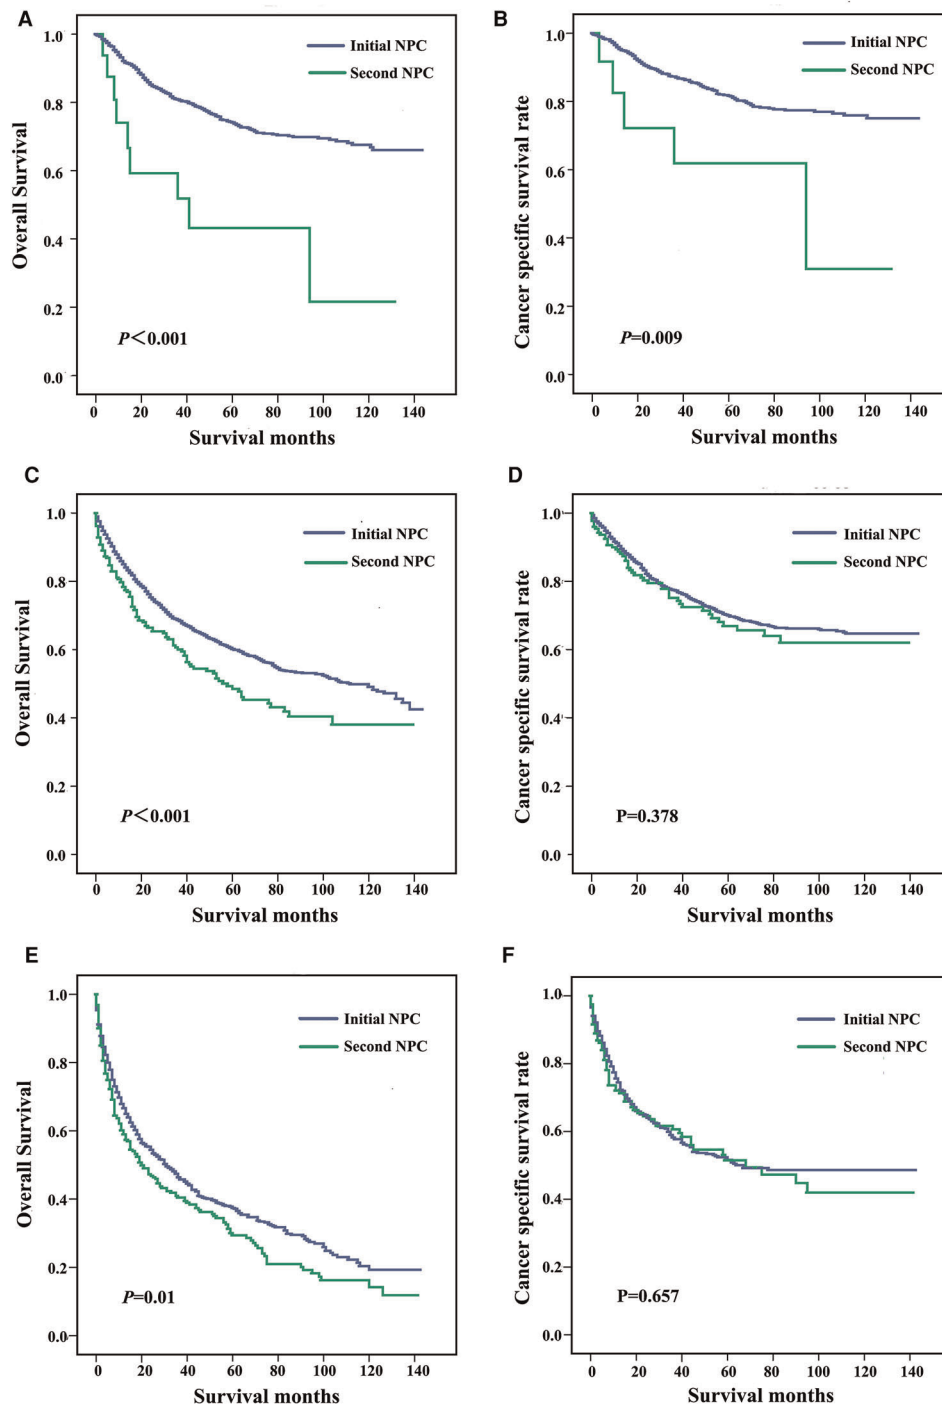 A
1.0
0.8
0.6
0.4
0.2
0.0
Overall Survival
Initial NPC
Second NPC
P<0.001
0 20 40 60 80 100 120 140
Survival months
B
1.0
0.8
0.6
0.4
0.2
0.0
Cancer specific survival rate
Initial NPC
Second NPC
P=0.009
0 20 40 60 80 100 120 140
Survival months
C
1.0
0.8
0.6
0.4
0.2
0.0
Overall Survival
Initial NPC
Second NPC
P<0.001
0 20 40 60 80 100 120 140
Survival months
D
1.0
0.8
0.6
0.4
0.2
0.0
Cancer specific survival rate
Initial NPC
Second NPC
P=0.378
0 20 40 60 80 100 120 140
Survival months
E
1.0
0.8
0.6
0.4
0.2
0.0
Overall Survival
Initial NPC
Second NPC
P=0.01
0 20 40 60 80 100 120 140
Survival months
F
1.0
0.8
0.6
0.4
0.2
0.0
Cancer specific survival rate
Initial NPC
Second NPC
P=0.657
0 20 40 60 80 100 120 140
Survival months